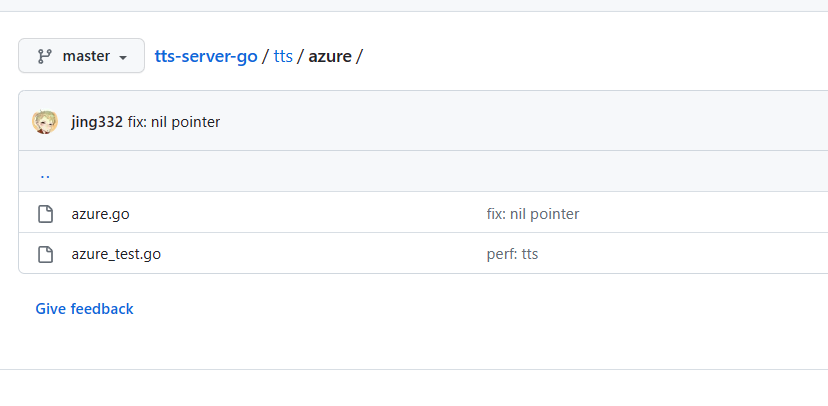 master tts-server-go / tts / azure /
jing332 fix: nil pointer
..
azure.go fix: nil pointer
azure_test.go perf: tts
Give feedback